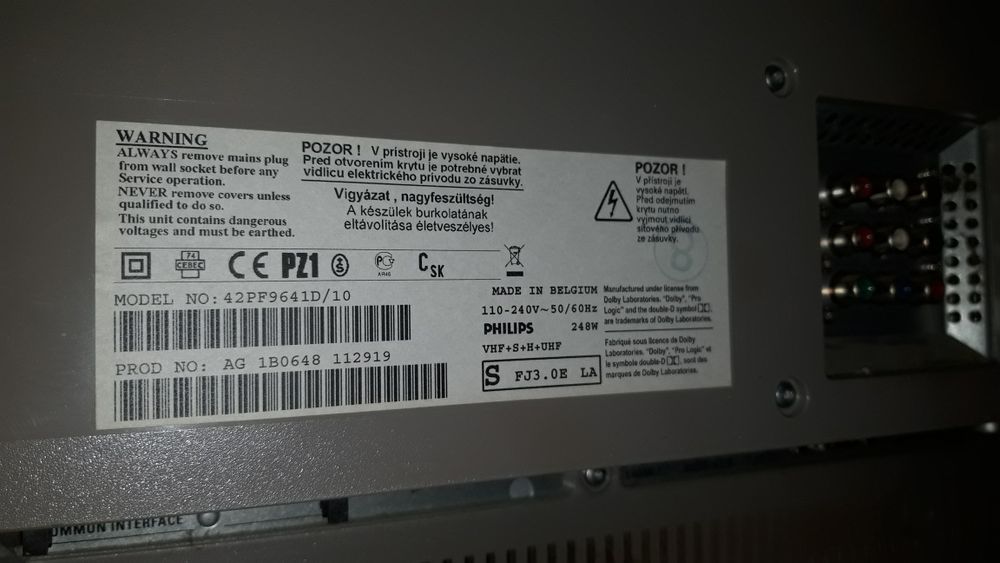 WARNING
ALWAYS remove mains plug
from wall socket before any
Service operation.
NEVER remove covers unless
qualified to do so.
This unit contains dangerous
voltages and must be earthed.
POZOR ! V prístroji je vysoké napätie.
Pred otvorením krytu je potrebné vybrat
vidlicu elektrického prívodu zo zásuvky.
Vigyázat, nagyfeszültség!
A készülek burkolatának
eltávolítása életveszélyes!
POZOR !
V přístroji je
vysoké napětí.
Před odejmutím
krytu nutno
vyjmout vidlici
síťového přívodu
ze zásuvky.
8
74
CEBEC
CE PZ1 S PG CSK
MODEL NO: 42PF9641D/10
PROD NO: AG 1B0648 112919
MADE IN BELGIUM
110-240V~50/60Hz
PHILIPS 248W
VHF+S+H+UHF
S FJ3.0E LA
Manufactured under license from
Dolby Laboratories. "Dolby", "Pro
Logic" and the double-D symbol
are trademarks of Dolby Laboratories.
Fabriqué sous licence de Dolby
Laboratories. "Dolby", "Pro Logic" et
le symbole double-D , sont des
marques de Dolby Laboratories.
COMMON INTERFACE